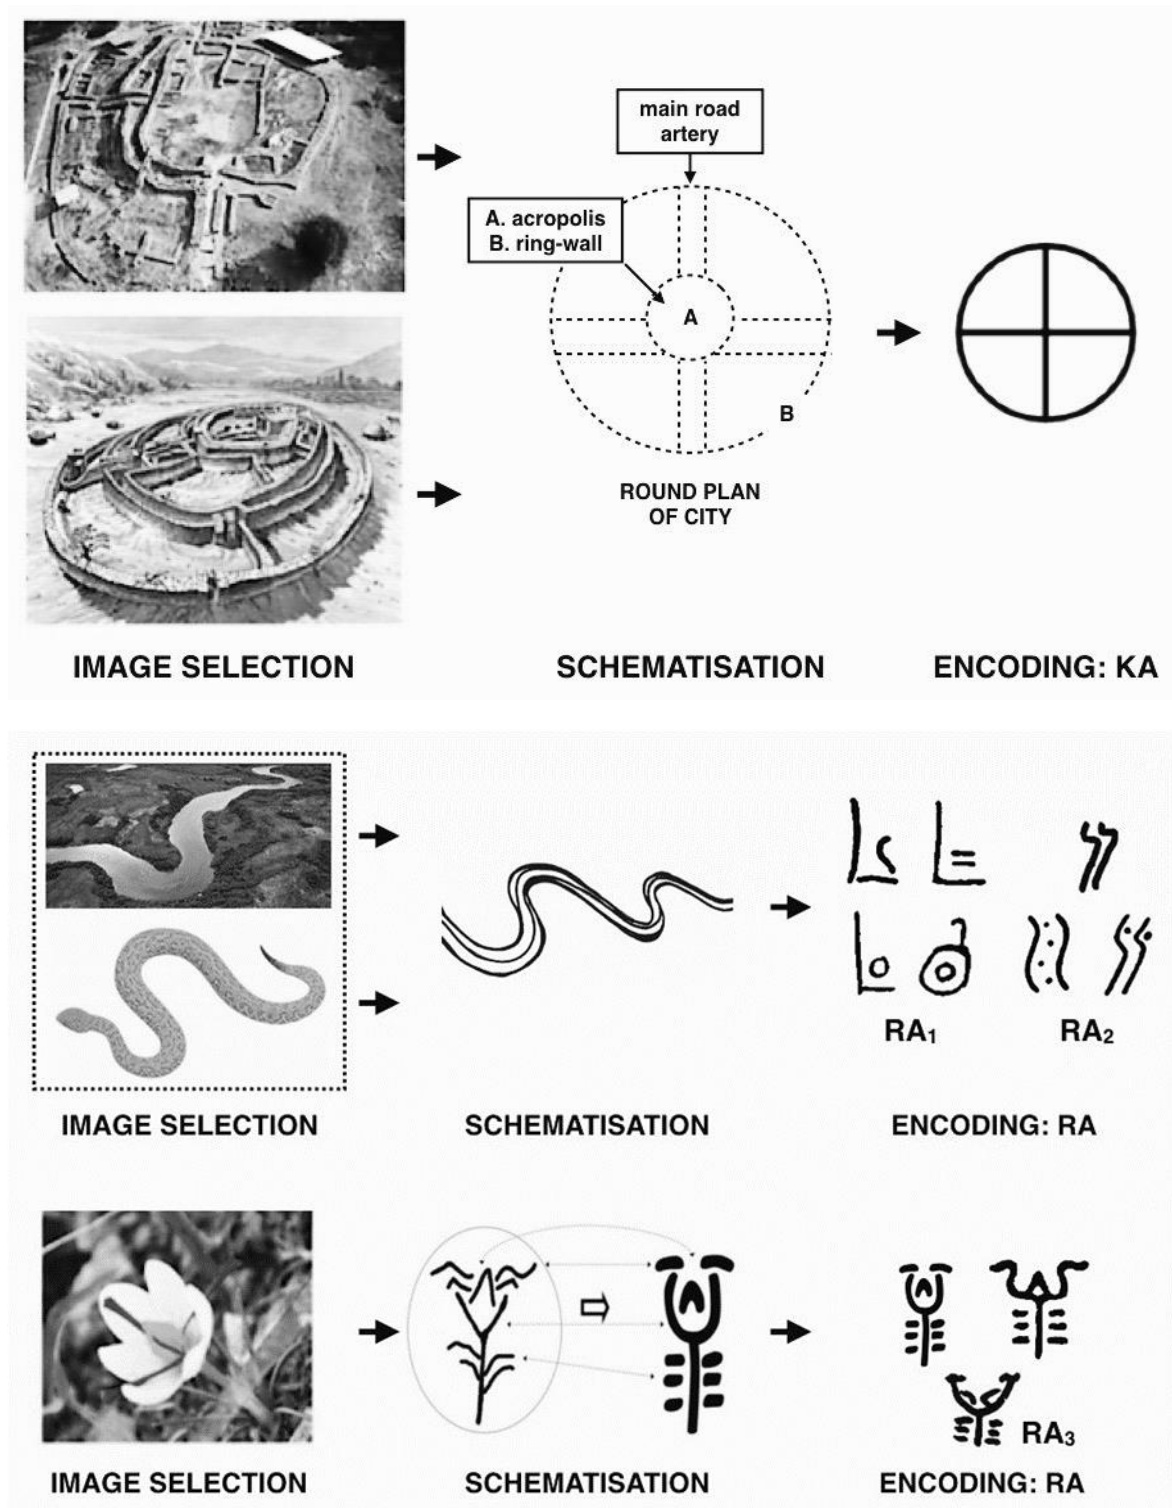 main road
artery
A. acropolis
B. ring-wall
A
B
ROUND PLAN
OF CITY
IMAGE SELECTION
SCHEMATISATION
ENCODING: KA
RA₁
RA₂
IMAGE SELECTION
SCHEMATISATION
ENCODING: RA
RA₃
IMAGE SELECTION
SCHEMATISATION
ENCODING: RA